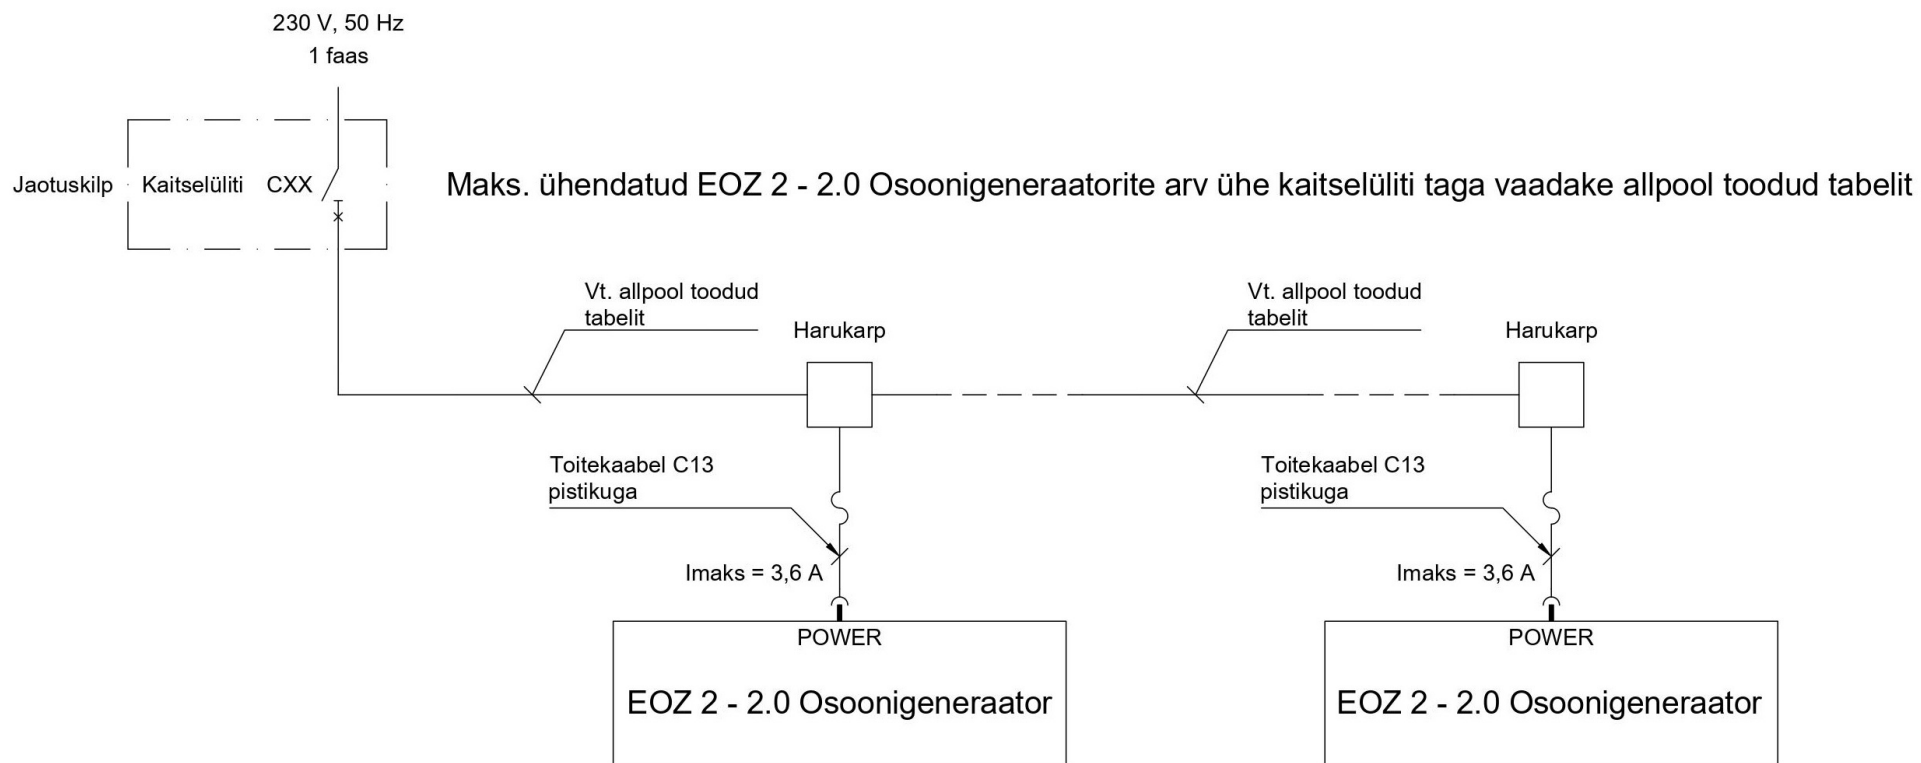 230 V, 50 Hz
1 faas
Jaotuskilp
Kaitselüliti
CXX
Maks. ühendatud EOZ 2 - 2.0 Osoonigeneraatorite arv ühe kaitselüliti taga vaadake allpool toodud tabelit
Vt. allpool toodud
tabelit
Harukarp
Vt. allpool toodud
tabelit
Harukarp
Toitekaabel C13
pistikuga
Imaks = 3,6 A
Toitekaabel C13
pistikuga
Imaks = 3,6 A
POWER
EOZ 2 - 2.0 Osoonigeneraator
POWER
EOZ 2 - 2.0 Osoonigeneraator